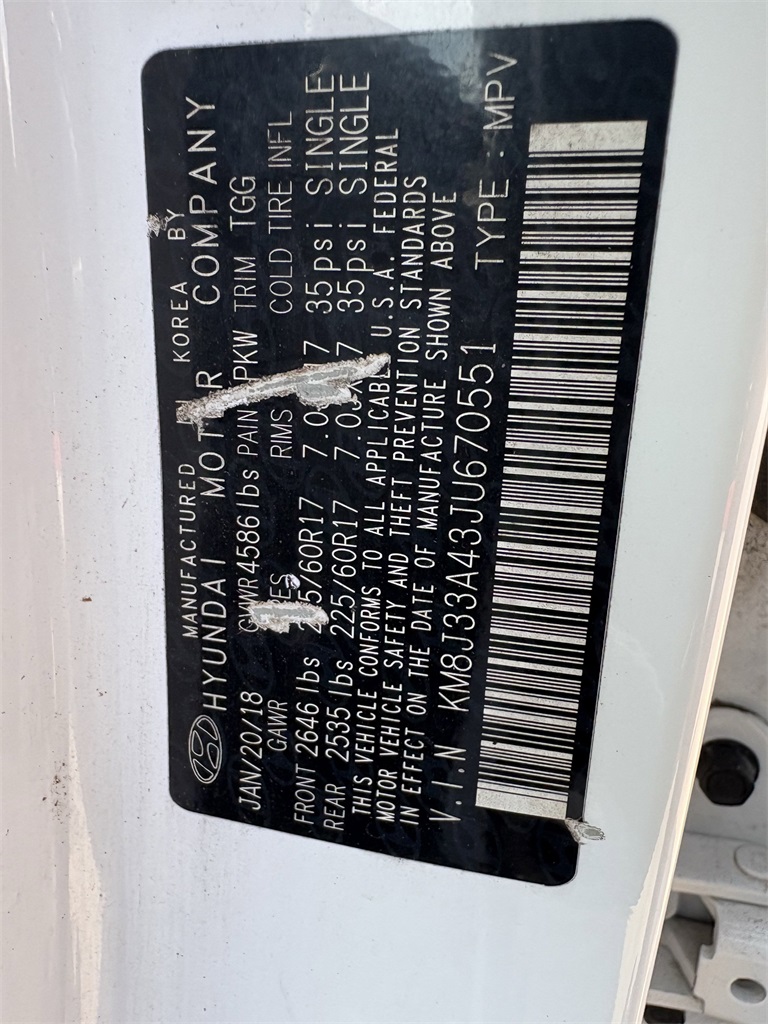 MANUFACTURED KOREA BY
HYUNDAI MOTOR COMPANY
JAN/20/18 GVWR 4586 lbs PAINT PKW TRIM TGG
GAWR RIMS COLD TIRE INFL
FRONT 2646 lbs 225/60R17 35psi SINGLE
REAR 2535 lbs 225/60R17 35psi SINGLE
THIS VEHICLE CONFORMS TO ALL APPLICABLE U.S.A. FEDERAL
MOTOR VEHICLE SAFETY AND THEFT PREVENTION STANDARDS
IN EFFECT ON THE DATE OF MANUFACTURE SHOWN ABOVE
V.I.N KM8J33A43JU670551 TYPE : MPV